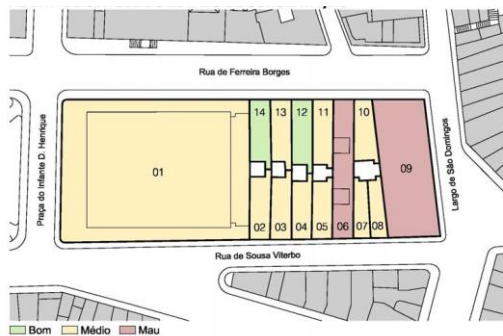 Rua de Ferreira Borges
Praça do Infante D. Henrique
14 13 12 11 10
01
09
02 03 04 05 06 07 08
Largo de São Domingos
Rua de Sousa Viterbo
Bom Médio Mau